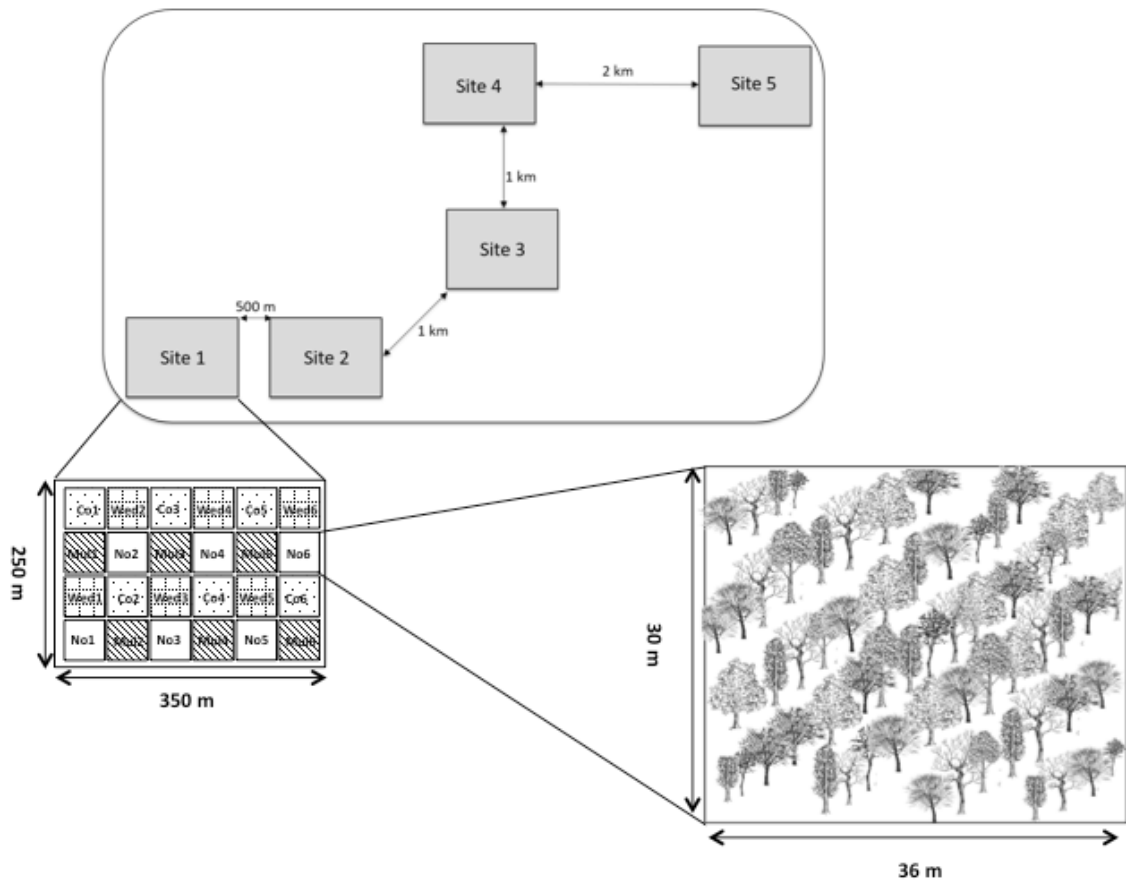 Site 4
2 km
Site 5
1 km
Site 3
500 m
1 km
Site 1
Site 2
Co1 Wed2 Co3 Wed4 Co5 Wed6
Mul1 No2 Mul3 No4 Mul5 No6
Wed1 Co2 Wed3 Co4 Wed5 Co6
No1 Mul2 No3 Mul4 No5 Mul6
250 m
350 m
30 m
36 m